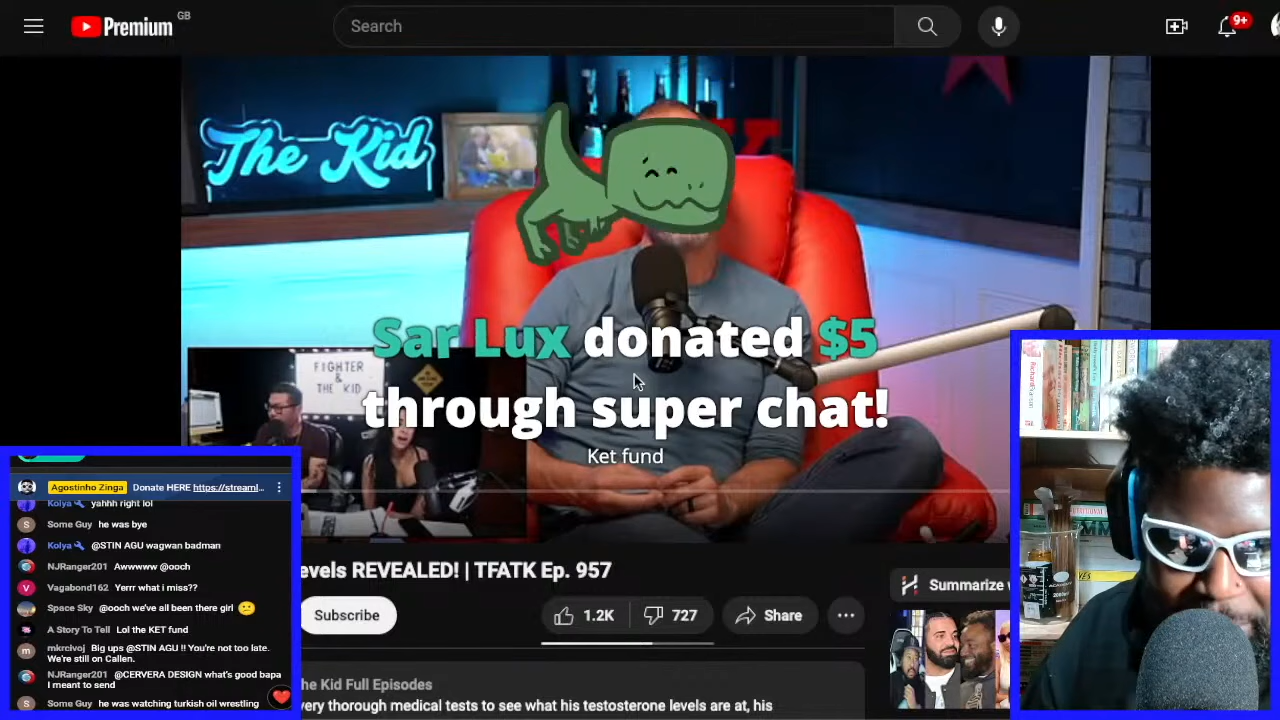 Premium
GB
Search
9+
The Kid
FIGHTER
&
THE KID
Sar Lux donated $5
through super chat!
Ket fund
Agostinho Zinga Donate HERE https://streaml...
Kolya yahhh right lol
Some Guy he was bye
Kolya @STIN AGU wagwan badman
NJRanger201 Awwwww @ooch
Vagabond162 Yerrr what i miss??
Space Sky @ooch we've all been there girl
A Story To Tell Lol the KET fund
mkrcivoj Big ups @STIN AGU !! You're not too late.
We're still on Callen.
NJRanger201 @CERVERA DESIGN what's good bapa
I meant to send
Some Guy he was watching turkish oil wrestling
evels REVEALED! | TFATK Ep. 957
Subscribe
1.2K
727
Share
Summarize
he Kid Full Episodes
very thorough medical tests to see what his testosterone levels are at, his